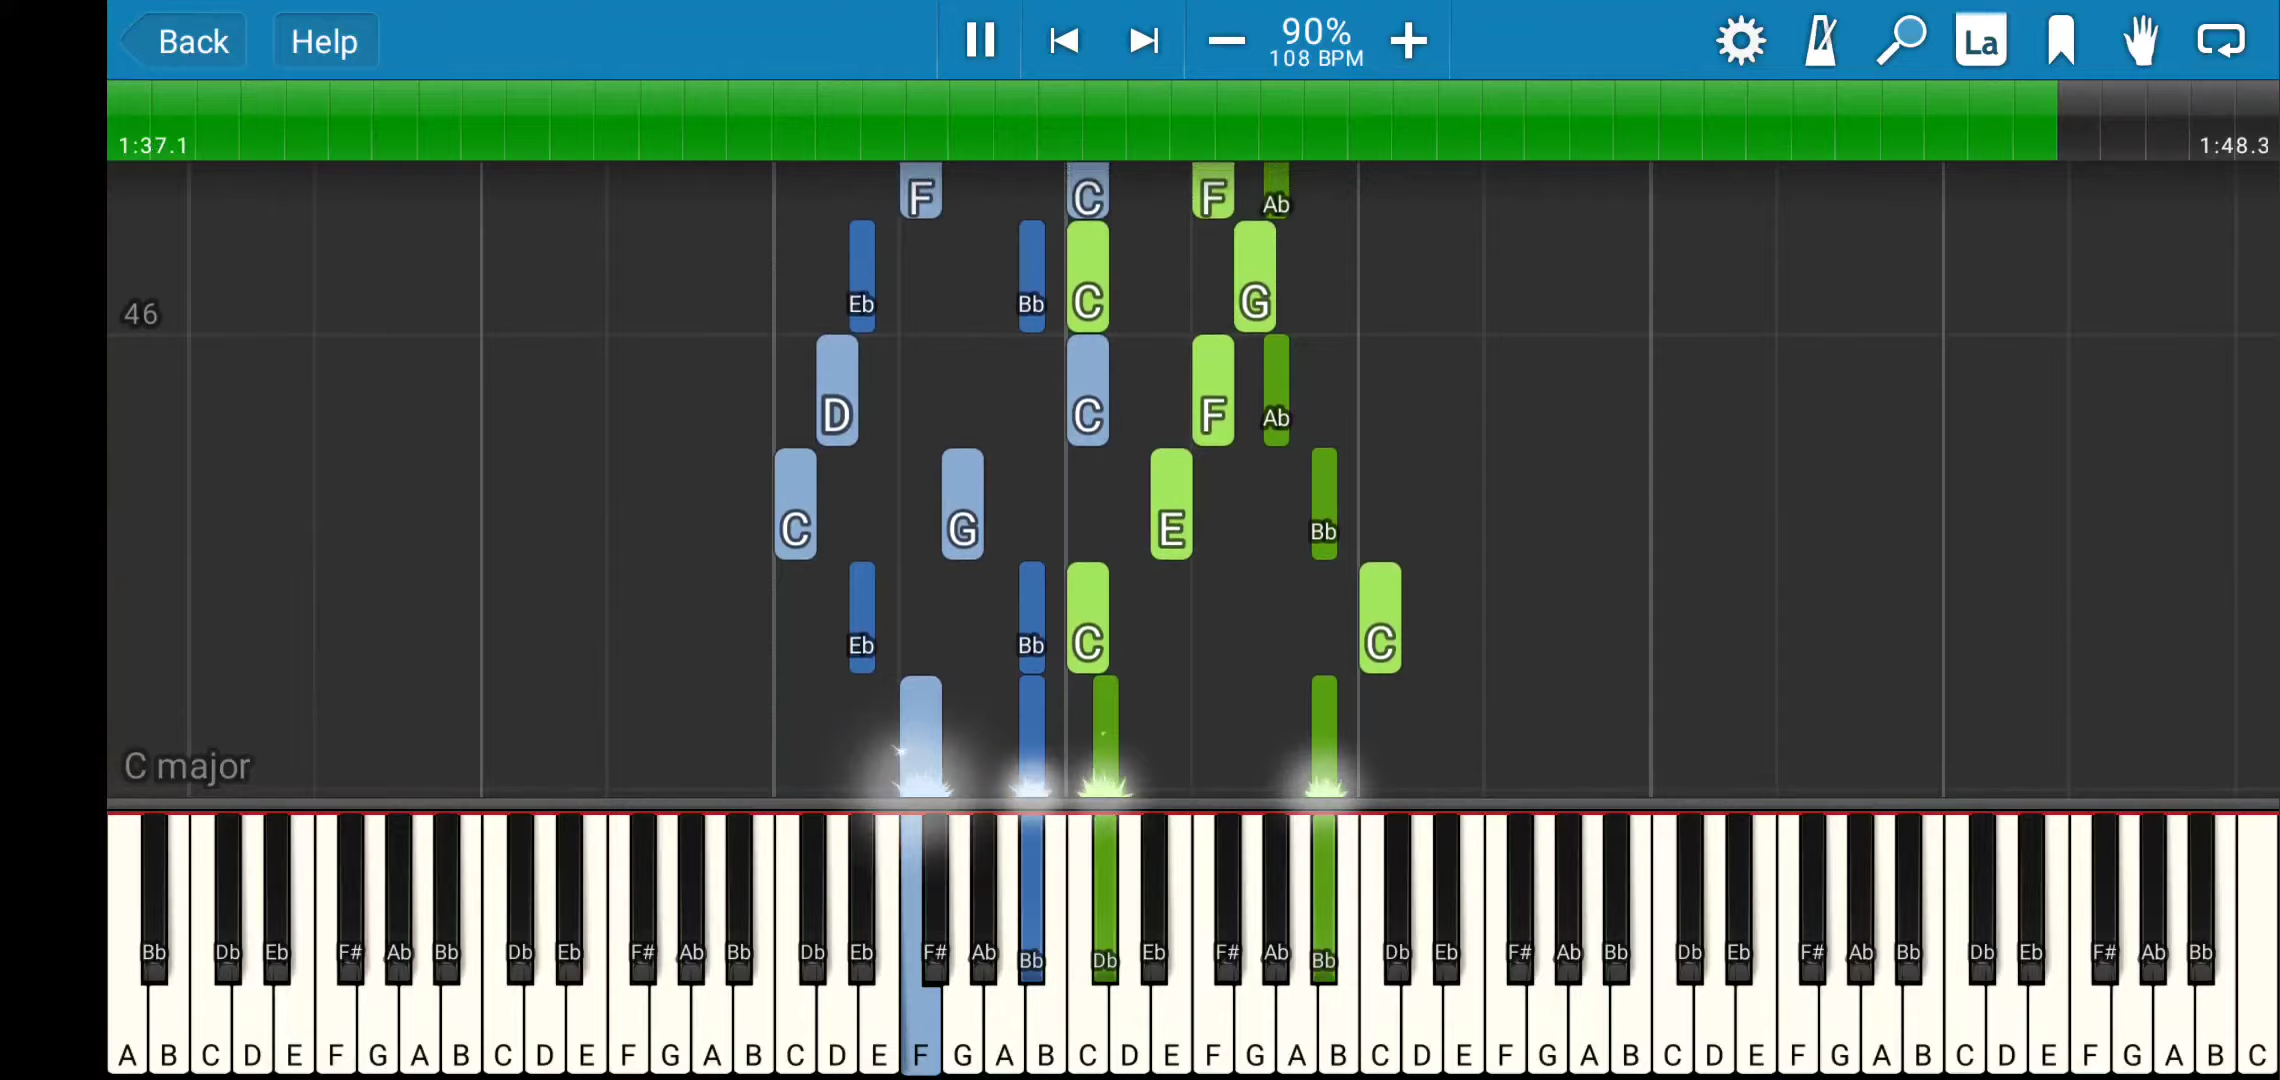 Back Help 90% La
108 BPM
1:37.1 1:48.3
F C F Ab
Eb Bb C G
46
D C F Ab
C G E Bb
Eb Bb C C
C major
Bb Db Eb F# Ab Bb Db Eb F# Ab Bb Db Eb F# Ab Bb Db Eb F# Ab Bb Db Eb F# Ab Bb Db Eb F# Ab Bb Db Eb F# Ab Bb
A B C D E F G A B C D E F G A B C D E F G A B C D E F G A B C D E F G A B C D E F G A B C D E F G A B C